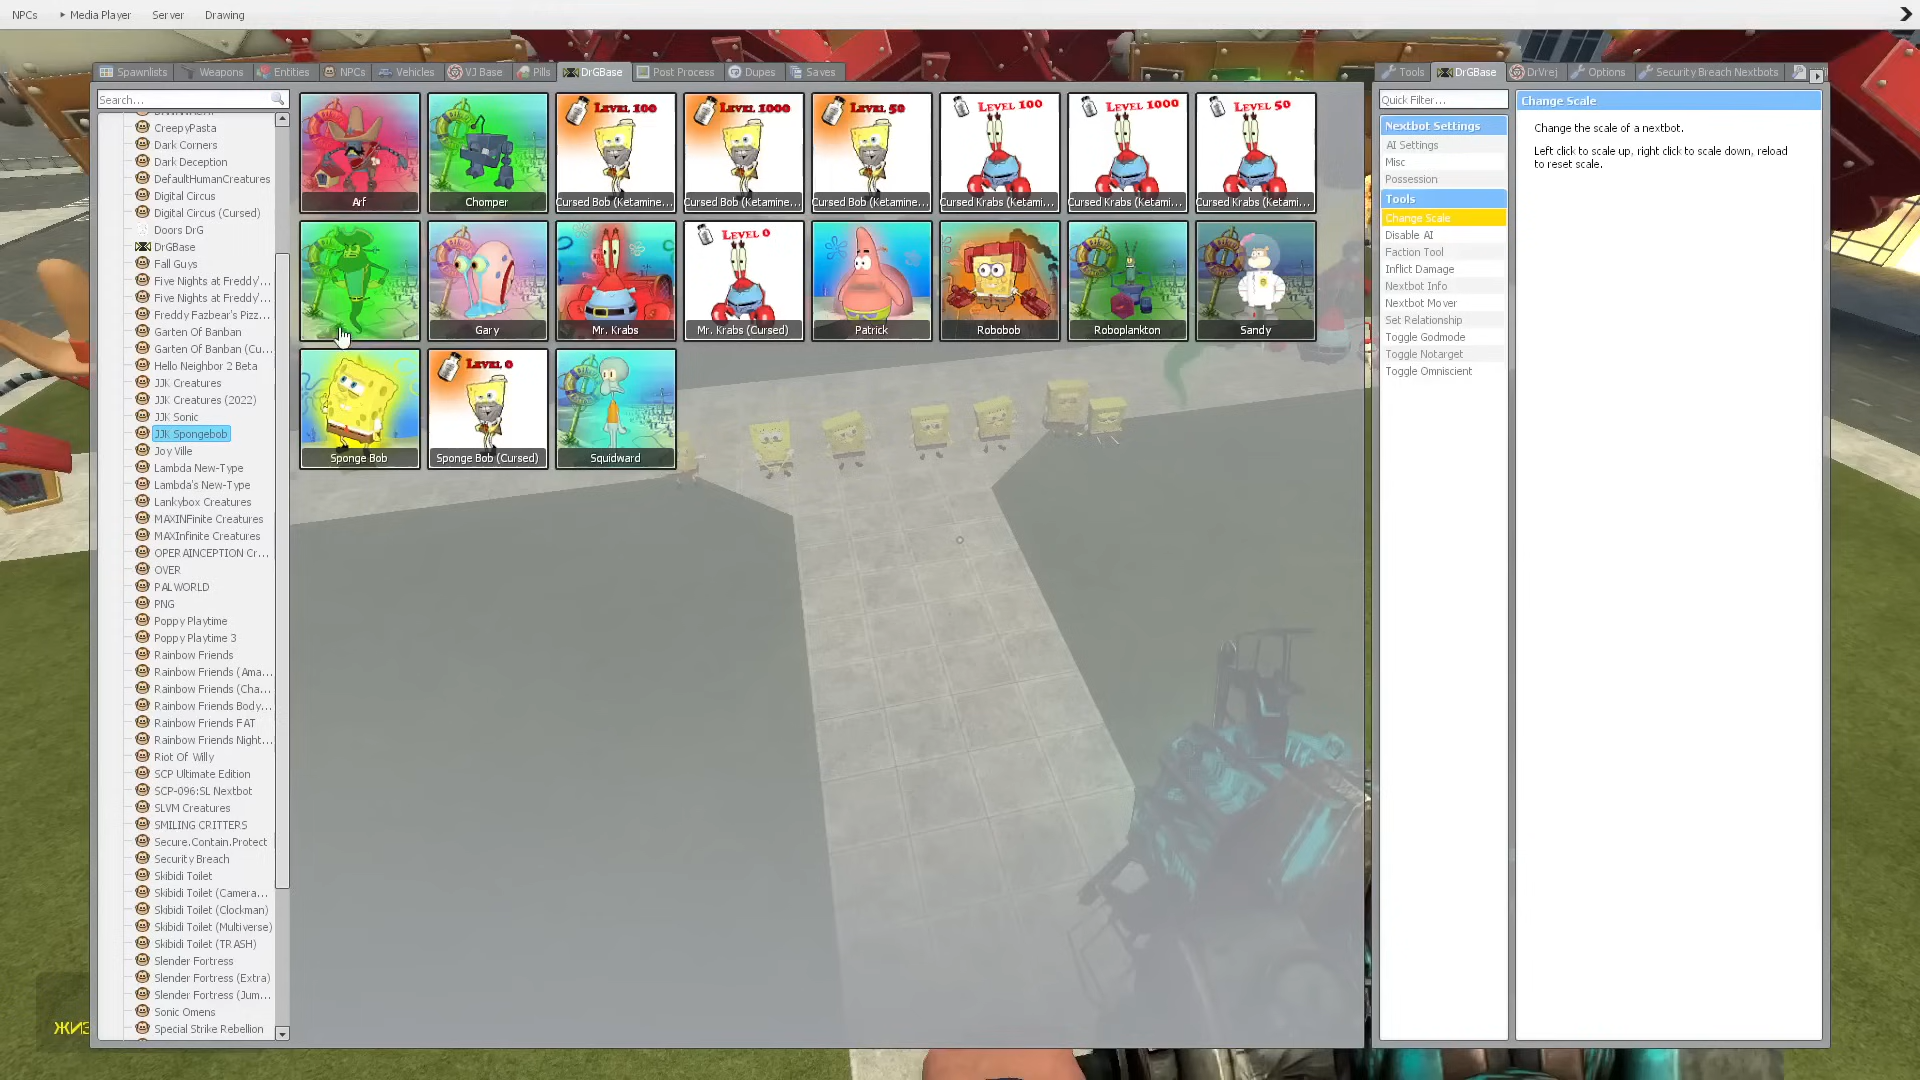 NPCs Media Player Server Drawing
Spawnlists Weapons Entities NPCs Vehicles VJ Base Pills DrGBase Post Process Dupes Saves
Search...
CreepyPasta
Dark Corners
Dark Deception
DefaultHumanCreatures
Digital Circus
Digital Circus (Cursed)
Doors DrG
DrGBase
Fall Guys
Five Nights at Freddy'...
Five Nights at Freddy'...
Freddy Fazbear's Pizz...
Garten Of Banban
Garten Of Banban (Cu...
Hello Neighbor 2 Beta
JJK Creatures
JJK Creatures (2022)
JJK Sonic
JJK Spongebob
Joy Ville
Lambda New-Type
Lambda's New-Type
Lankybox Creatures
MAXINFinite Creatures
MAXInfinite Creatures
OPERAINCEPTION Cr...
OVER
PALWORLD
PNG
Poppy Playtime
Poppy Playtime 3
Rainbow Friends
Rainbow Friends (Ama...
Rainbow Friends (Cha...
Rainbow Friends Body...
Rainbow Friends FAT
Rainbow Friends Night...
Riot Of Willy
SCP Ultimate Edition
SCP-096:SL Nextbot
SLVM Creatures
SMILING CRITTERS
Secure.Contain.Protect
Security Breach
Skibidi Toilet
Skibidi Toilet (Camera...
Skibidi Toilet (Clockman)
Skibidi Toilet (Multiverse)
Skibidi Toilet (TRASH)
Slender Fortress
Slender Fortress (Extra)
Slender Fortress (Jum...
Sonic Omens
Special Strike Rebellion
LEVEL 100 LEVEL 1000 LEVEL 50 LEVEL 100 LEVEL 1000 LEVEL 50
Arf Chomper Cursed Bob (Ketamine... Cursed Bob (Ketamine... Cursed Bob (Ketamine... Cursed Krabs (Ketami... Cursed Krabs (Ketami... Cursed Krabs (Ketami...
LEVEL 0
Gary Mr. Krabs Mr. Krabs (Cursed) Patrick Robobob Roboplankton Sandy
LEVEL 0
Sponge Bob Sponge Bob (Cursed) Squidward
Tools DrGBase DrVrej Options Security Breach Nextbots
Quick Filter...
Nextbot Settings
AI Settings
Misc
Possession
Tools
Change Scale
Disable AI
Faction Tool
Inflict Damage
Nextbot Info
Nextbot Mover
Set Relationship
Toggle Godmode
Toggle Notarget
Toggle Omniscient
Change Scale
Change the scale of a nextbot.
Left click to scale up, right click to scale down, reload
to reset scale.